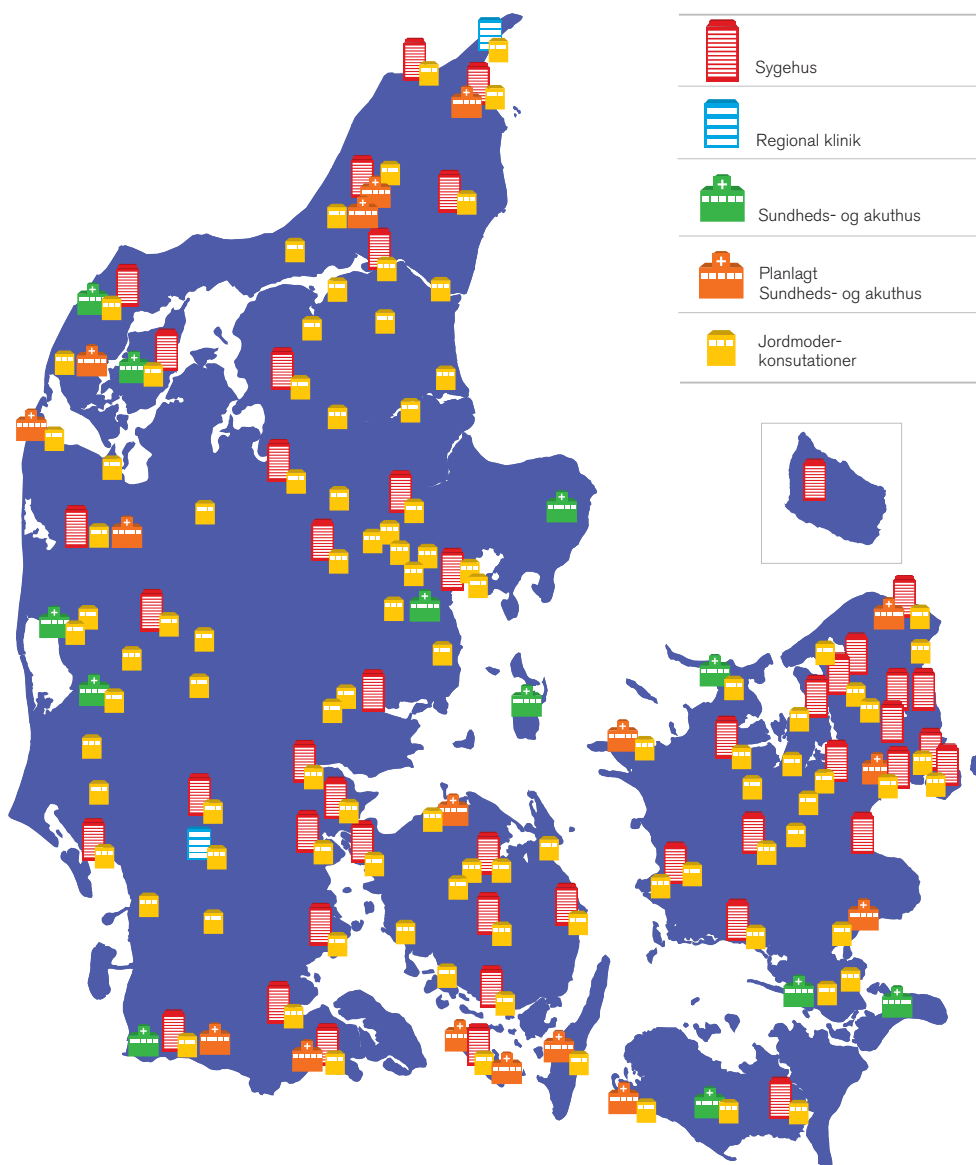 Sygehus
Regional klinik
Sundheds- og akuthus
Planlagt
Sundheds- og akuthus
Jordmoder-
konsutationer